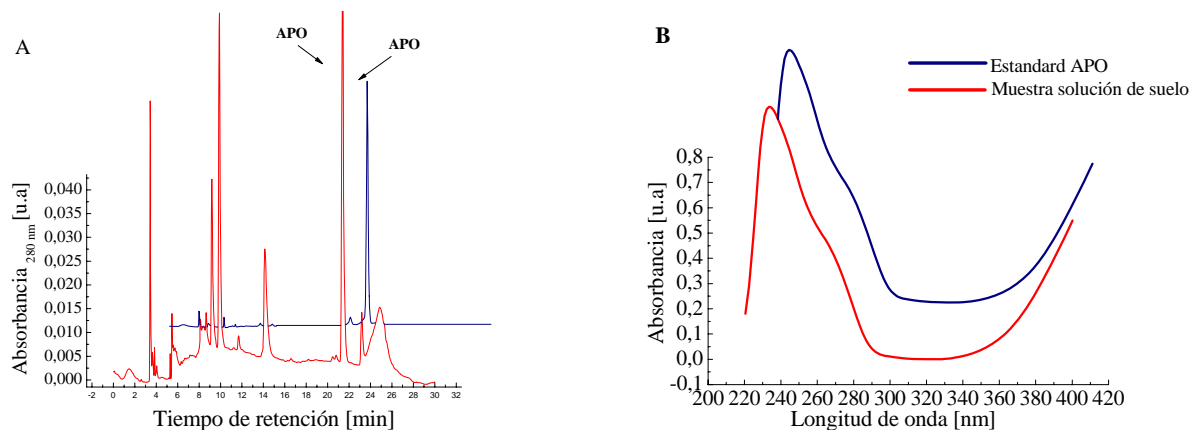 A
APO
APO
0,040
0,035
0,030
0,025
0,020
0,015
0,010
0,005
0,000
Absorbancia 280 nm [u.a]
-2 0 2 4 6 8 10 12 14 16 18 20 22 24 26 28 30 32
Tiempo de retención [min]
B
Estandard APO
Muestra solución de suelo
0,8
0,7
0,6
0,5
0,4
0,3
0,2
0,1
0,0
-0.1
Absorbancia [u.a]
200 220 240 260 280 300 320 340 360 380 400 420
Longitud de onda [nm]